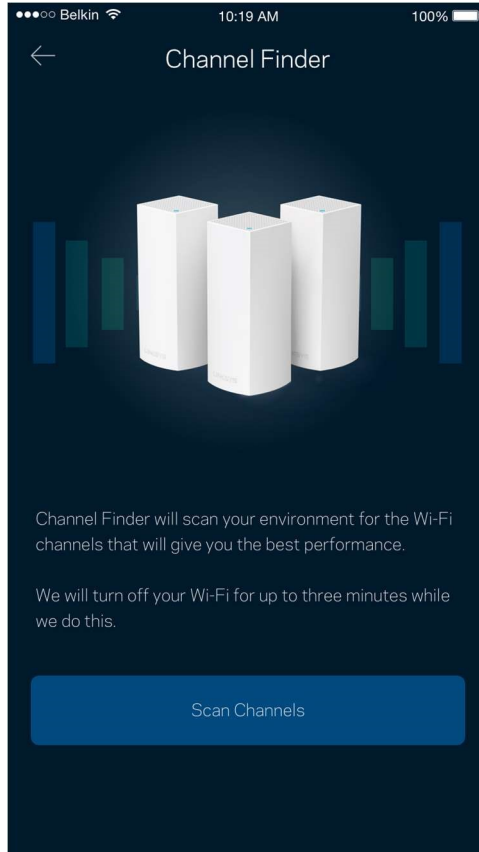 Belkin 10:19 AM 100%
Channel Finder
Channel Finder will scan your environment for the Wi-Fi
channels that will give you the best performance.
We will turn off your Wi-Fi for up to three minutes while
we do this.
Scan Channels